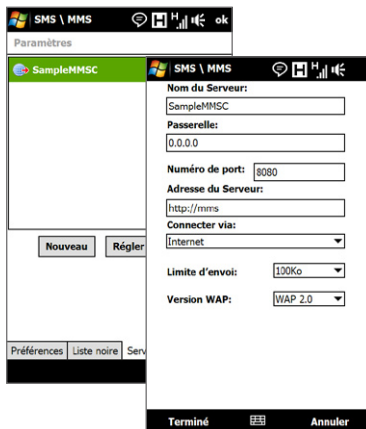 SMS \ MMS
ok
Paramètres
SampleMMSC
Nouveau
Régler
Préférences
Liste noire
Serv
SMS \ MMS
Nom du Serveur:
SampleMMSC
Passerelle:
0.0.0.0
Numéro de port:
8080
Adresse du Serveur:
http://mms
Connecter via:
Internet
Limite d'envoi:
100Ko
Version WAP:
WAP 2.0
Terminé
Annuler